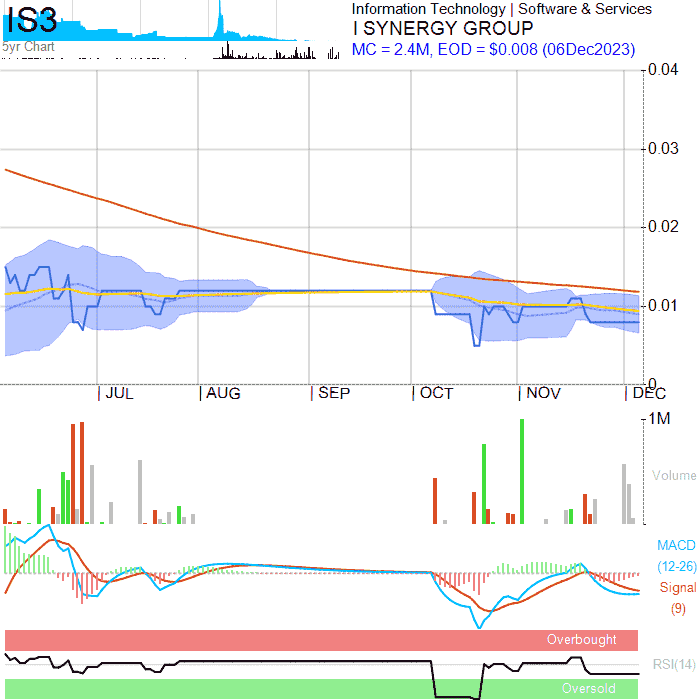 IS3
5yr Chart
Information Technology | Software & Services
I SYNERGY GROUP
MC = 2.4M, EOD = $0.008 (06Dec2023)
0.04
0.03
0.02
0.01
0
JUL AUG SEP OCT NOV DEC
1M
Volume
MACD
(12-26)
Signal
(9)
Overbought
RSI(14)
Oversold